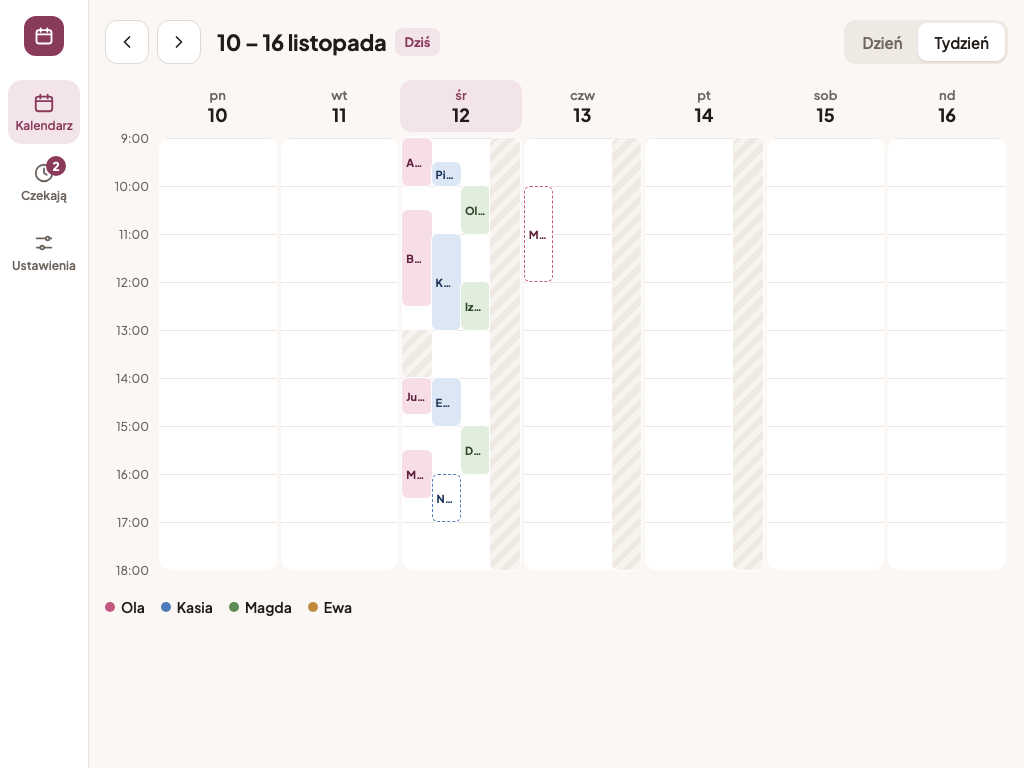 10 – 16 listopada
Dziś
Dzień
Tydzień
Kalendarz
2
Czekają
Ustawienia
pn
10
wt
11
śr
12
czw
13
pt
14
sob
15
nd
16
9:00
10:00
11:00
12:00
13:00
14:00
15:00
16:00
17:00
18:00
A…
Pi…
Ol…
B…
K…
Iz…
Ju…
E…
D…
M…
N…
M…
Ola
Kasia
Magda
Ewa